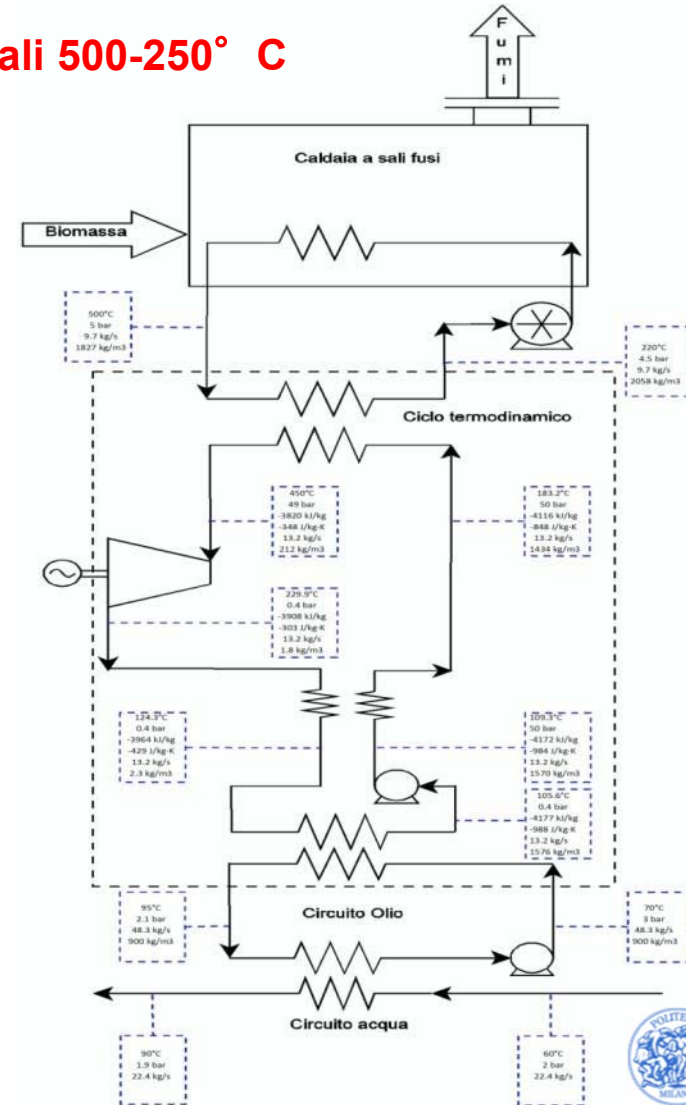 ali 500-250° C
Fumi
Caldaia a sali fusi
Biomassa
500°C
5 bar
9.7 kg/s
1827 kg/m3
220°C
4.5 bar
9.7 kg/s
2058 kg/m3
Ciclo termodinamico
450°C
49 bar
-3820 kJ/kg
-348 J/kg-K
13.2 kg/s
212 kg/m3
183.2°C
50 bar
-4116 kJ/kg
-848 J/kg-K
13.2 kg/s
1434 kg/m3
229.9°C
0.4 bar
-3908 kJ/kg
-303 J/kg-K
13.2 kg/s
1.8 kg/m3
124.3°C
0.4 bar
-3964 kJ/kg
-429 J/kg-K
13.2 kg/s
2.3 kg/m3
109.3°C
50 bar
-4172 kJ/kg
-984 J/kg-K
13.2 kg/s
1570 kg/m3
105.6°C
0.4 bar
-4177 kJ/kg
-988 J/kg-K
13.2 kg/s
1576 kg/m3
95°C
2.1 bar
48.3 kg/s
900 kg/m3
Circuito Olio
70°C
3 bar
48.3 kg/s
900 kg/m3
Circuito acqua
90°C
1.9 bar
22.4 kg/s
60°C
2 bar
22.4 kg/s
POLITE
MILAN